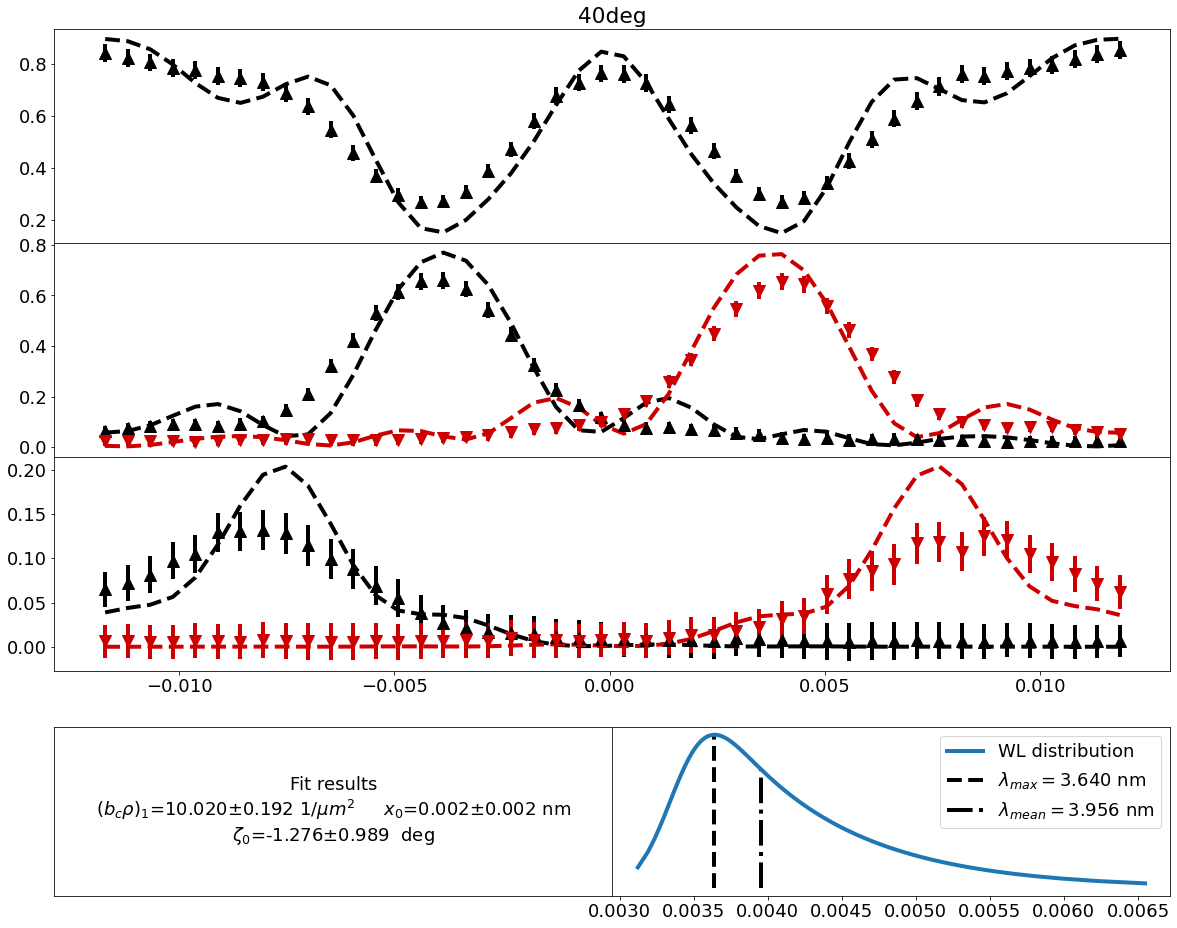 40deg
0.8
0.6
0.4
0.2
0.8
0.6
0.4
0.2
0.0
0.20
0.15
0.10
0.05
0.00
−0.010 −0.005 0.000 0.005 0.010
Fit results
(b_cρ)_1=10.020±0.192 1/μm^2 x_0=0.002±0.002 nm
ζ_0=-1.276±0.989 deg
WL distribution
λ_max = 3.640 nm
λ_mean = 3.956 nm
0.0030 0.0035 0.0040 0.0045 0.0050 0.0055 0.0060 0.0065